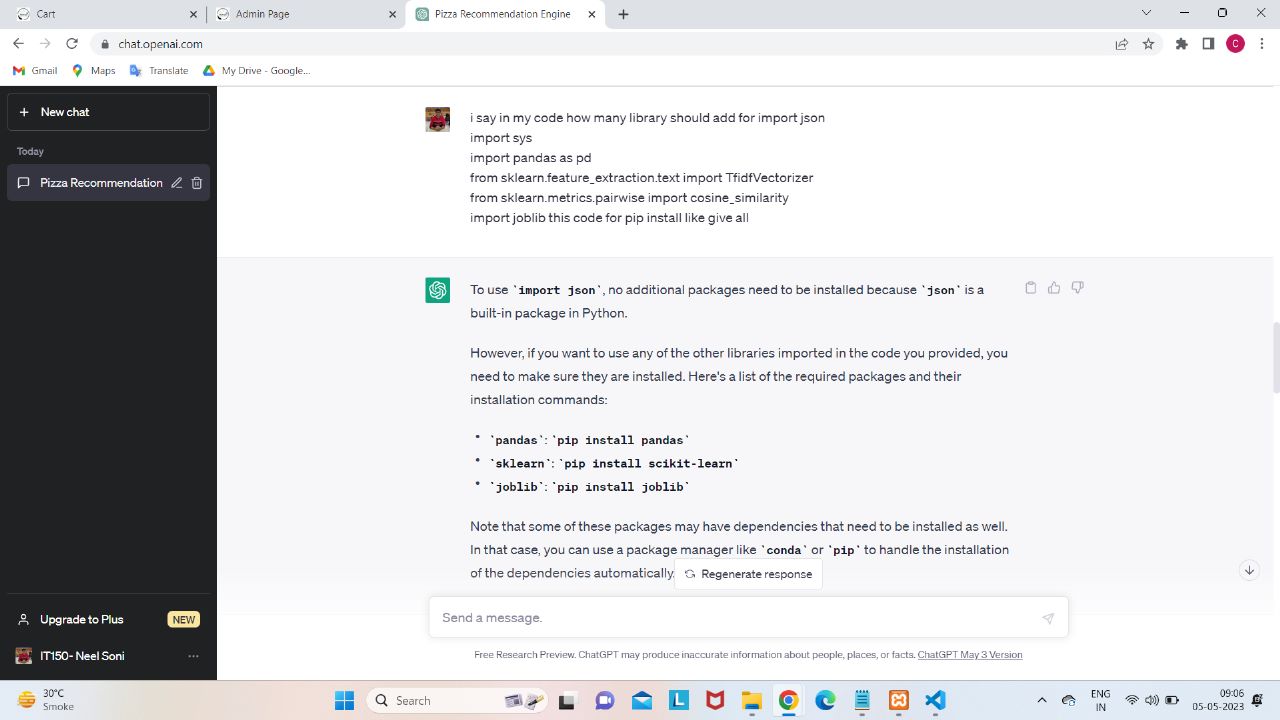 Cart
Admin Page
Pizza Recommendation Engine
chat.openai.com
C
Gmail
Maps
Translate
My Drive - Google...
New chat
Today
Pizza Recommendation
i say in my code how many library should add for import json
import sys
import pandas as pd
from sklearn.feature_extraction.text import TfidfVectorizer
from sklearn.metrics.pairwise import cosine_similarity
import joblib this code for pip install like give all
To use `import json`, no additional packages need to be installed because `json` is a
built-in package in Python.
However, if you want to use any of the other libraries imported in the code you provided, you
need to make sure they are installed. Here's a list of the required packages and their
installation commands:
• `pandas`: `pip install pandas`
• `sklearn`: `pip install scikit-learn`
• `joblib`: `pip install joblib`
Note that some of these packages may have dependencies that need to be installed as well.
In that case, you can use a package manager like `conda` or `pip` to handle the installation
of the dependencies automatically.
Regenerate response
Send a message.
Free Research Preview. ChatGPT may produce inaccurate information about people, places, or facts. ChatGPT May 3 Version
Upgrade to Plus
NEW
IT150- Neel Soni
30°C
Smoke
Search
L
ENG
IN
09:06
05-05-2023